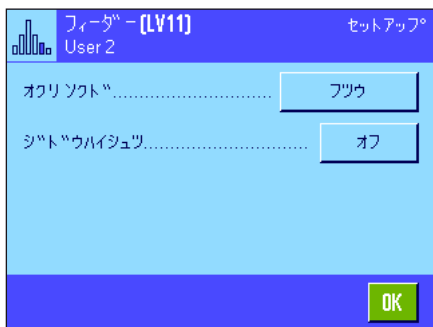 フィーダー (LV11) セットアップ
User 2
オクリ ソクド............................ フツウ
ジドウハイシュツ............................ オフ
OK